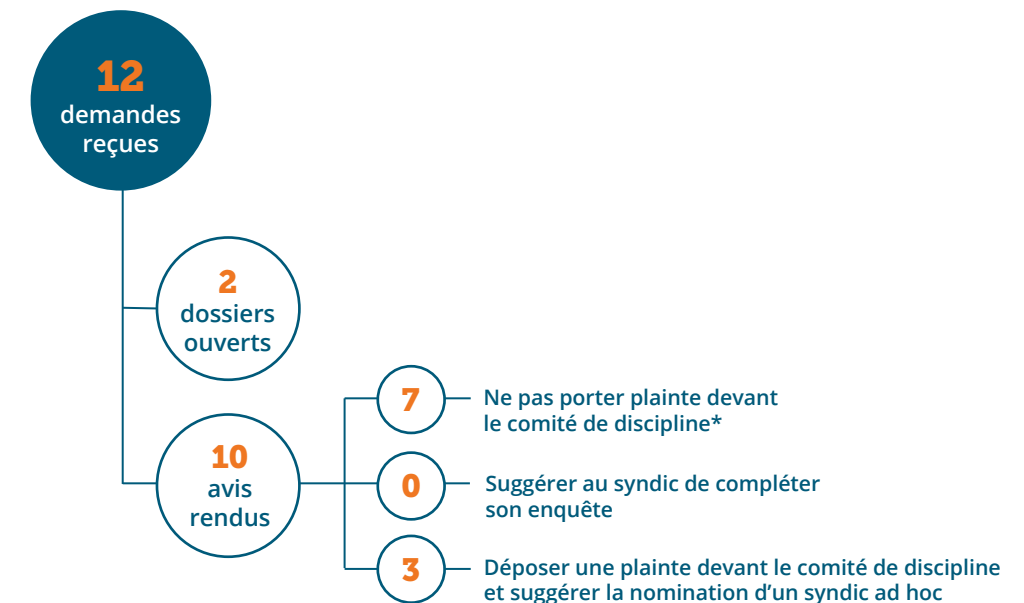 12
demandes
reçues
2
dossiers
ouverts
10
avis
rendus
7
Ne pas porter plainte devant
le comité de discipline*
0
Suggérer au syndic de compléter
son enquête
3
Déposer une plainte devant le comité de discipline
et suggérer la nomination d'un syndic ad hoc